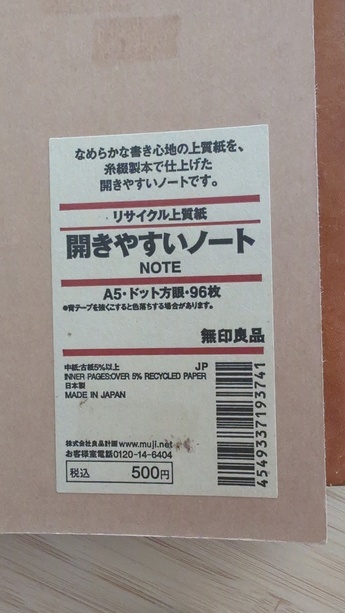 なめらかな書き心地の上質紙を、
糸綴製本で仕上げた
開きやすいノートです。
リサイクル上質紙
開きやすいノート
NOTE
A5・ドット方眼・96枚
●背テープを強くこすると色落ちする場合があります。
無印良品
中紙:古紙5%以上 JP
INNER PAGES:OVER 5% RECYCLED PAPER
日本製
MADE IN JAPAN
株式会社良品計画 www.muji.net
お客様室電話0120-14-6404
税込 500円
4549337193741